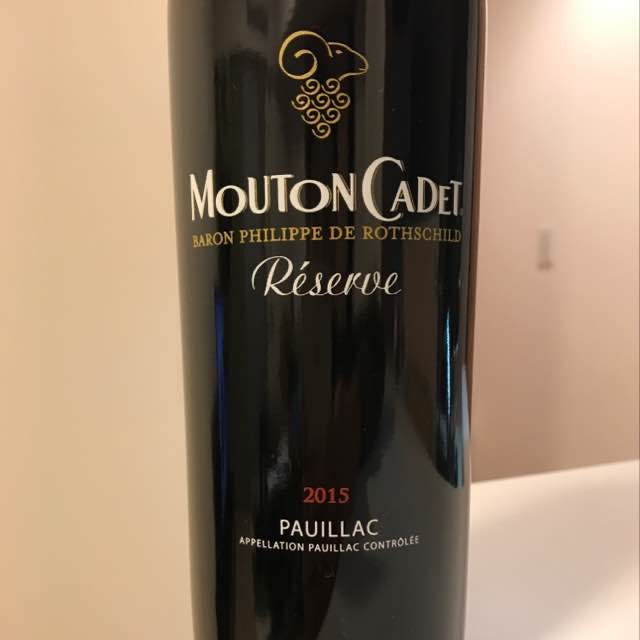 MOUTON CADET
BARON PHILIPPE DE ROTHSCHILD
Réserve
2015
PAUILLAC
APPELLATION PAUILLAC CONTRÔLÉE